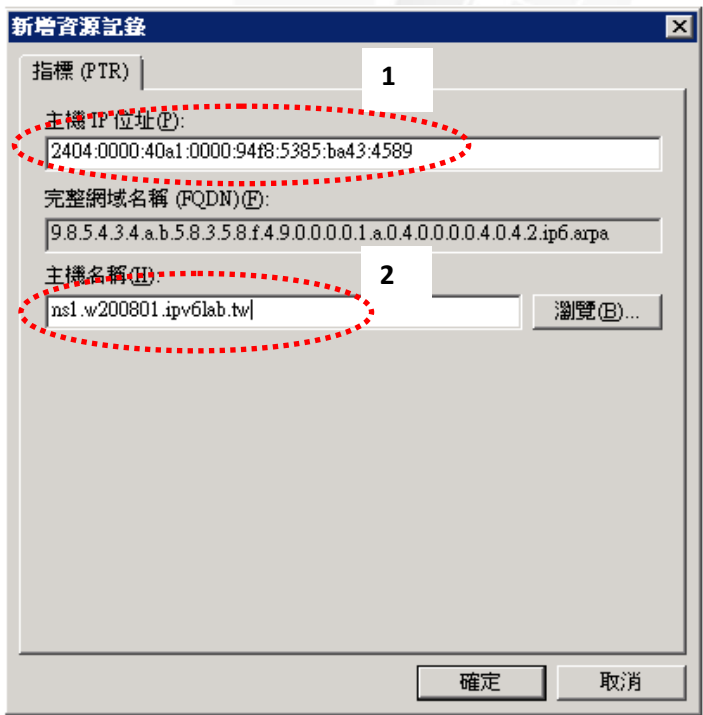 新增資源記錄
指標 (PTR)
1
主機 IP 位址(P):
2404:0000:40a1:0000:94f8:5385:ba43:4589
完整網域名稱 (FQDN)(F):
9.8.5.4.3.4.a.b.5.8.3.5.8.f.4.9.0.0.0.0.1.a.0.4.0.0.0.0.4.0.4.2.ip6.arpa
主機名稱(H):
2
ns1.w200801.ipv6lab.tw
瀏覽(B)...
確定
取消